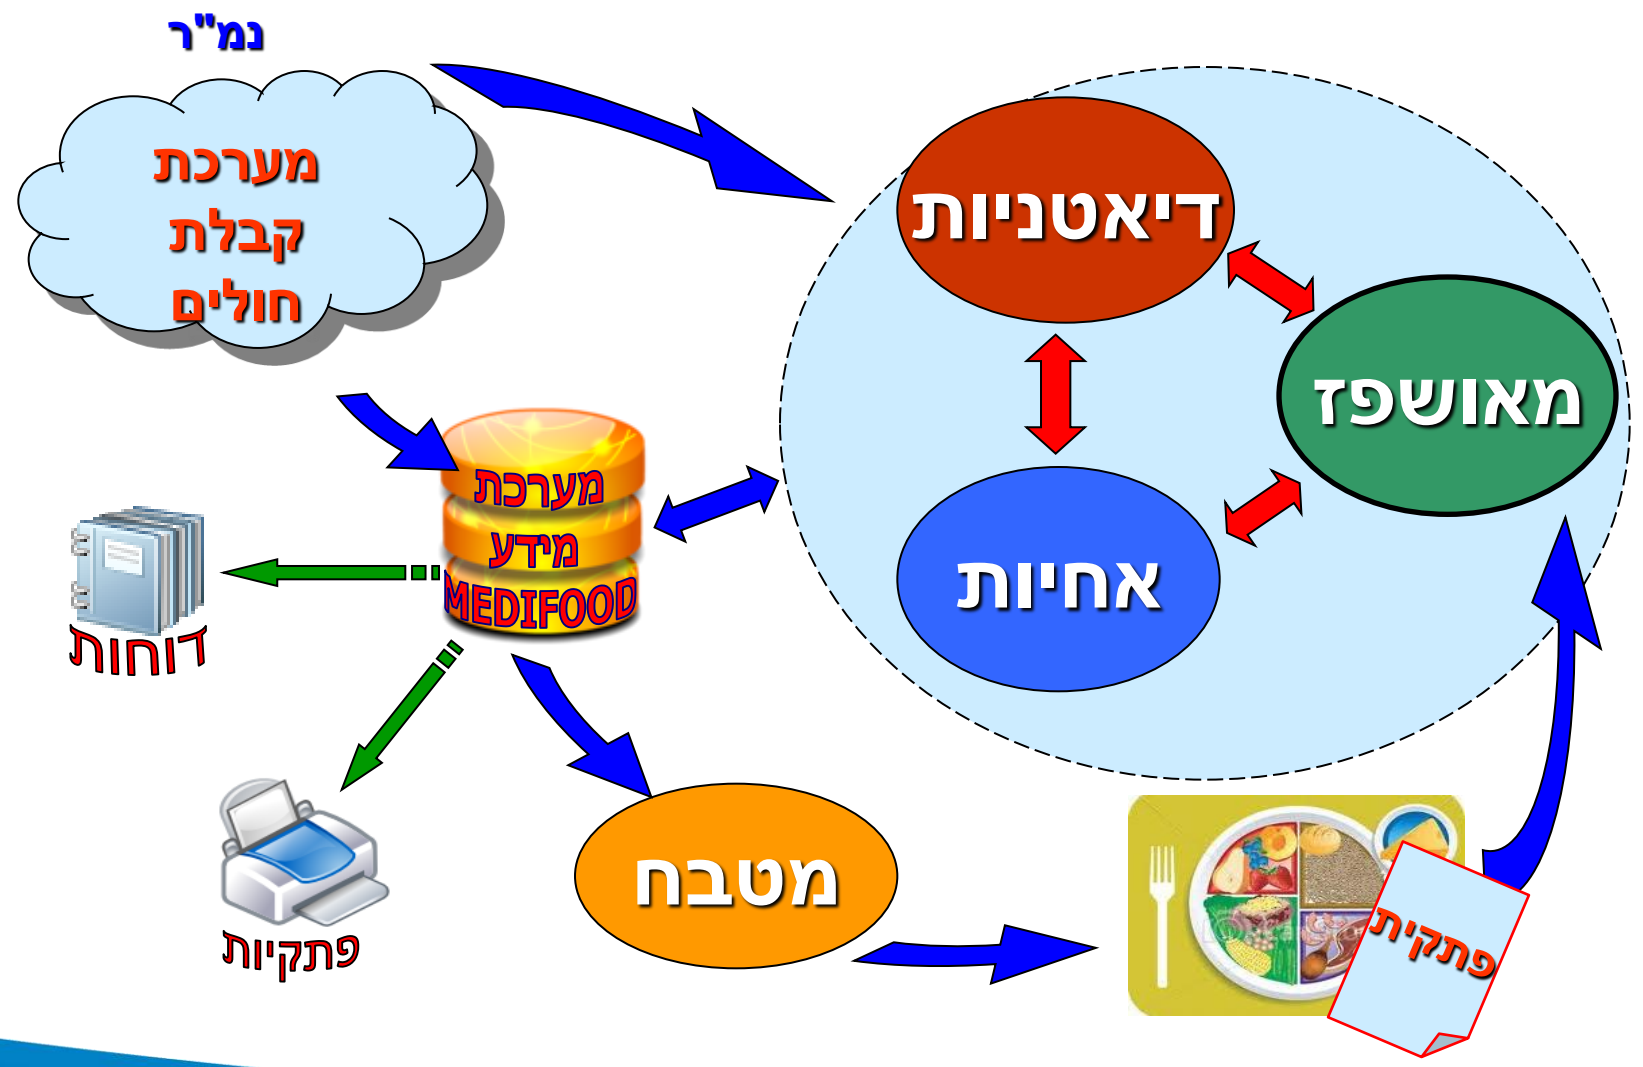 נמ"ר
מערכת
קבלת
חולים
דיאטניות
מאושפז
אחיות
מערכת
מידע
MEDIFOOD
דוחות
פתקיות
מטבח
פתקית